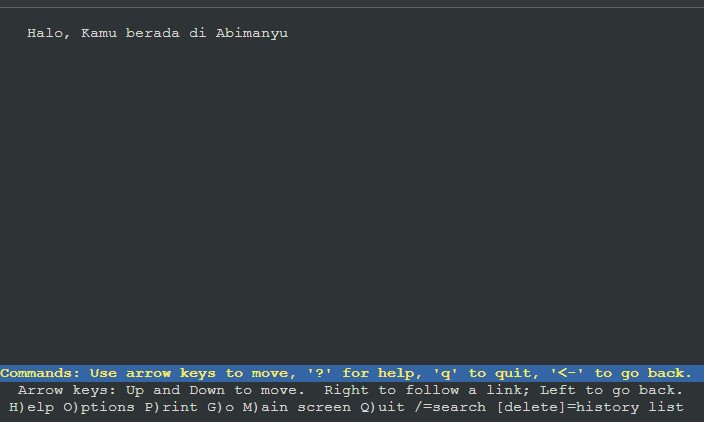 Halo, Kamu berada di Abimanyu
Commands: Use arrow keys to move, '?' for help, 'q' to quit, '<-' to go back.
Arrow keys: Up and Down to move.  Right to follow a link; Left to go back.
H)elp O)ptions P)rint G)o M)ain screen Q)uit /=search [delete]=history list